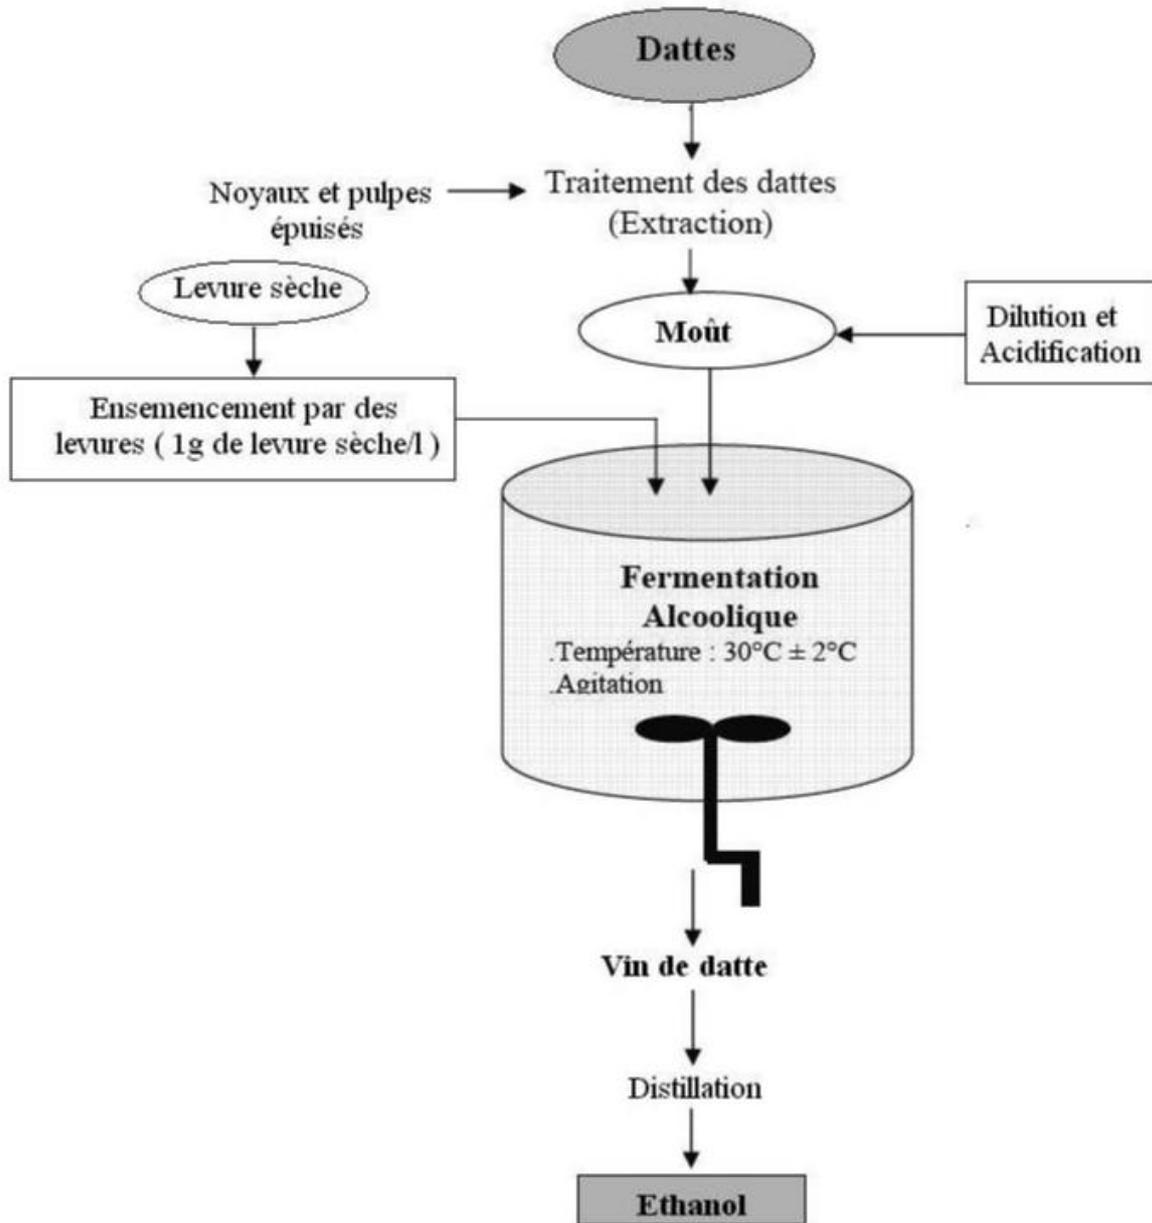 Dattes
Noyaux et pulpes
épuisés
Traitement des dattes
(Extraction)
Levure sèche
Moût
Dilution et
Acidification
Ensemencement par des
levures ( 1g de levure sèche/l )
Fermentation
Alcoolique
.Température : 30°C ± 2°C
.Agitation
Vin de datte
Distillation
Ethanol